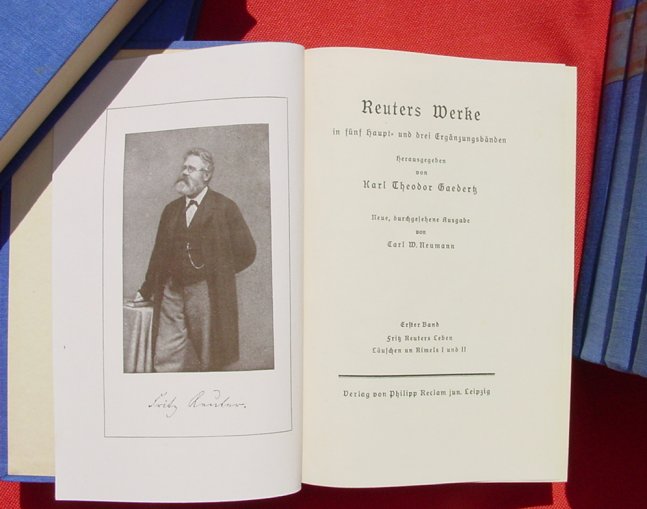 Fritz Reuter.
Reuters Werke
in fünf Haupt- und drei Ergänzungsbänden
Herausgegeben
von
Karl Theodor Gaedertz
Neue, durchgesehene Ausgabe
von
Carl W. Neumann
Erster Band
Fritz Reuters Leben
Läuschen un Rimels I und II
Verlag von Philipp Reclam jun. Leipzig